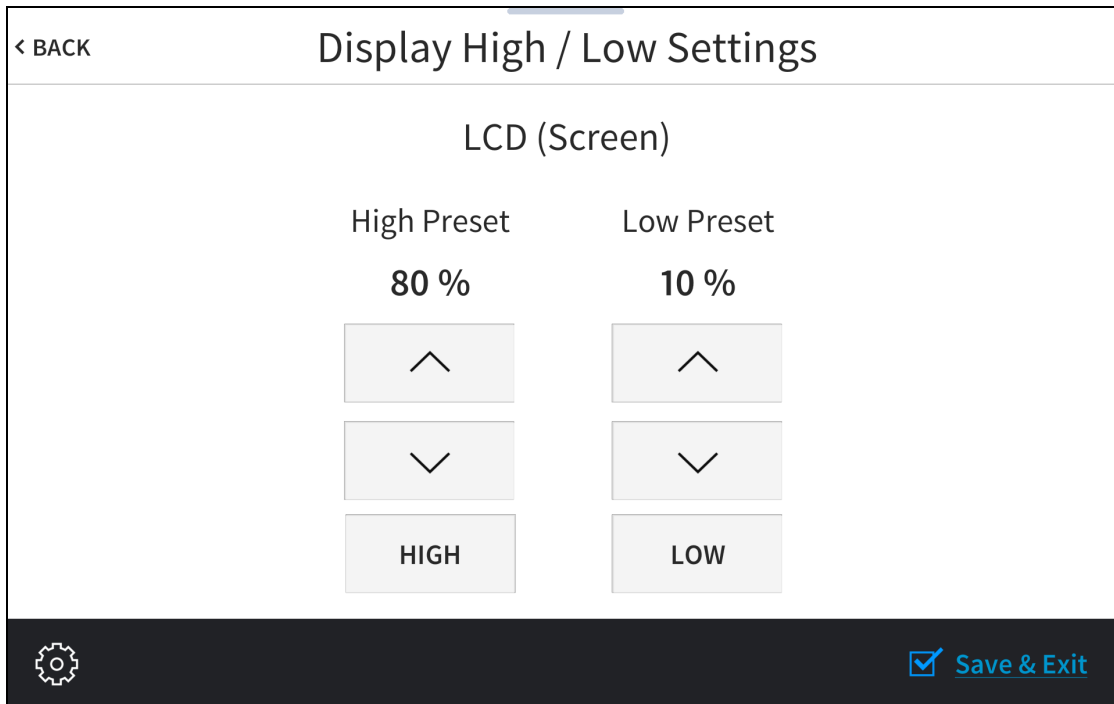 < BACK
Display High / Low Settings
LCD (Screen)
High Preset
Low Preset
80 %
10 %
HIGH
LOW
Save & Exit